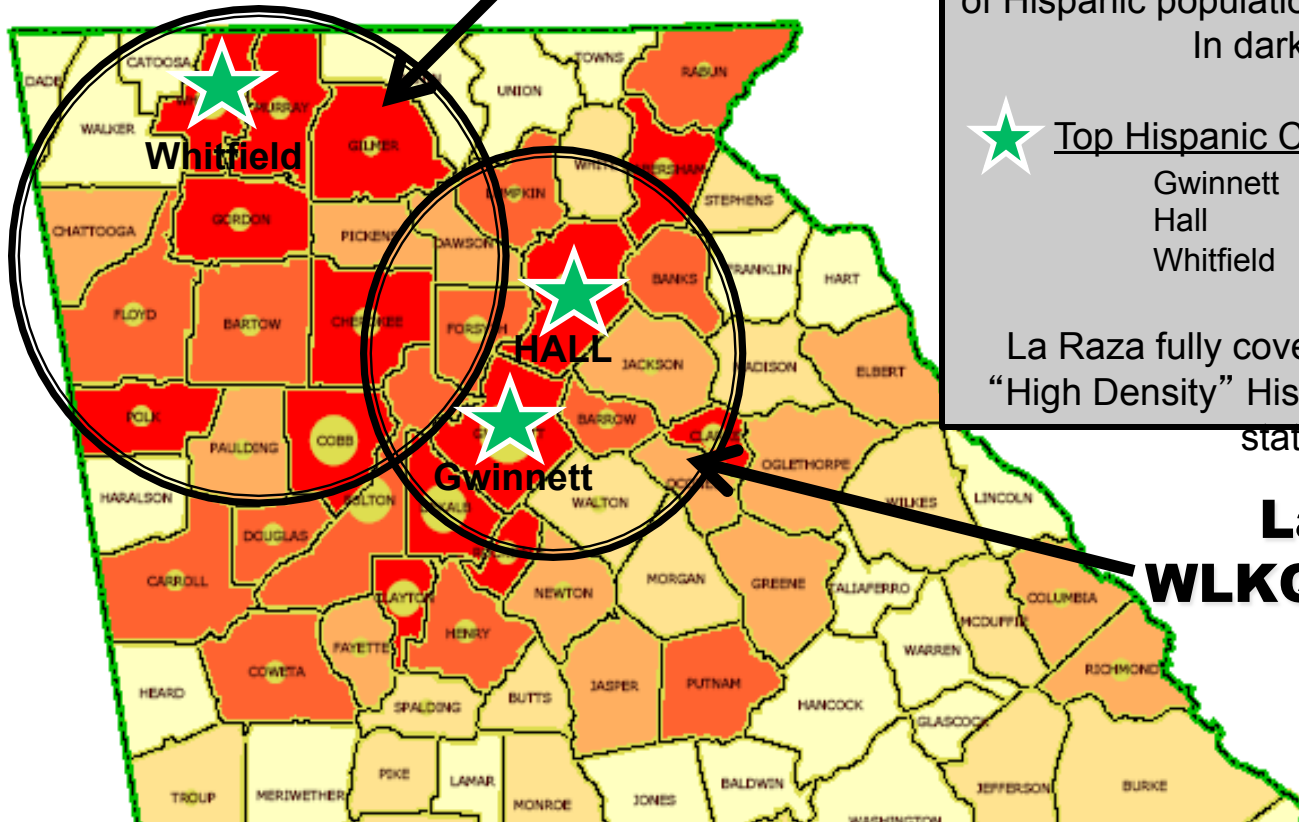 of Hispanic populatio
In dark
TOWNS
RABUN
DADE
CATOOSA
UNION
MURRAY
WALKER
Top Hispanic C
GILMER
Whitfield
Gwinnett
STEPHENS
Hall
GORDON
CHATTOOGA
PICKENS
DAWSON
Whitfield
BANKS
FRANKLIN
HART
FLOYD
BARTOW
CHEROKEE
FORSYTH
HALL
La Raza fully cove
JACKSON
MADISON
ELBERT
“High Density” His
POLK
BARROW
stat
PAULDING
COBB
CLARKE
Gwinnett
OGLETHORPE
HARALSON
WALTON
WILKES
LINCOLN
La
DOUGLAS
CARROLL
MORGAN
GREENE
TALIAFERRO
WLKQ
NEWTON
CLAYTON
COLUMBIA
MCDUFFIE
HENRY
FAYETTE
WARREN
COWETA
RICHMOND
HEARD
JASPER
PUTNAM
BUTTS
SPALDING
HANCOCK
GLASCOCK
PIKE
LAMAR
BALDWIN
JEFFERSON
BURKE
TROUP
MERIWETHER
MONROE
JONES
WASHINGTON